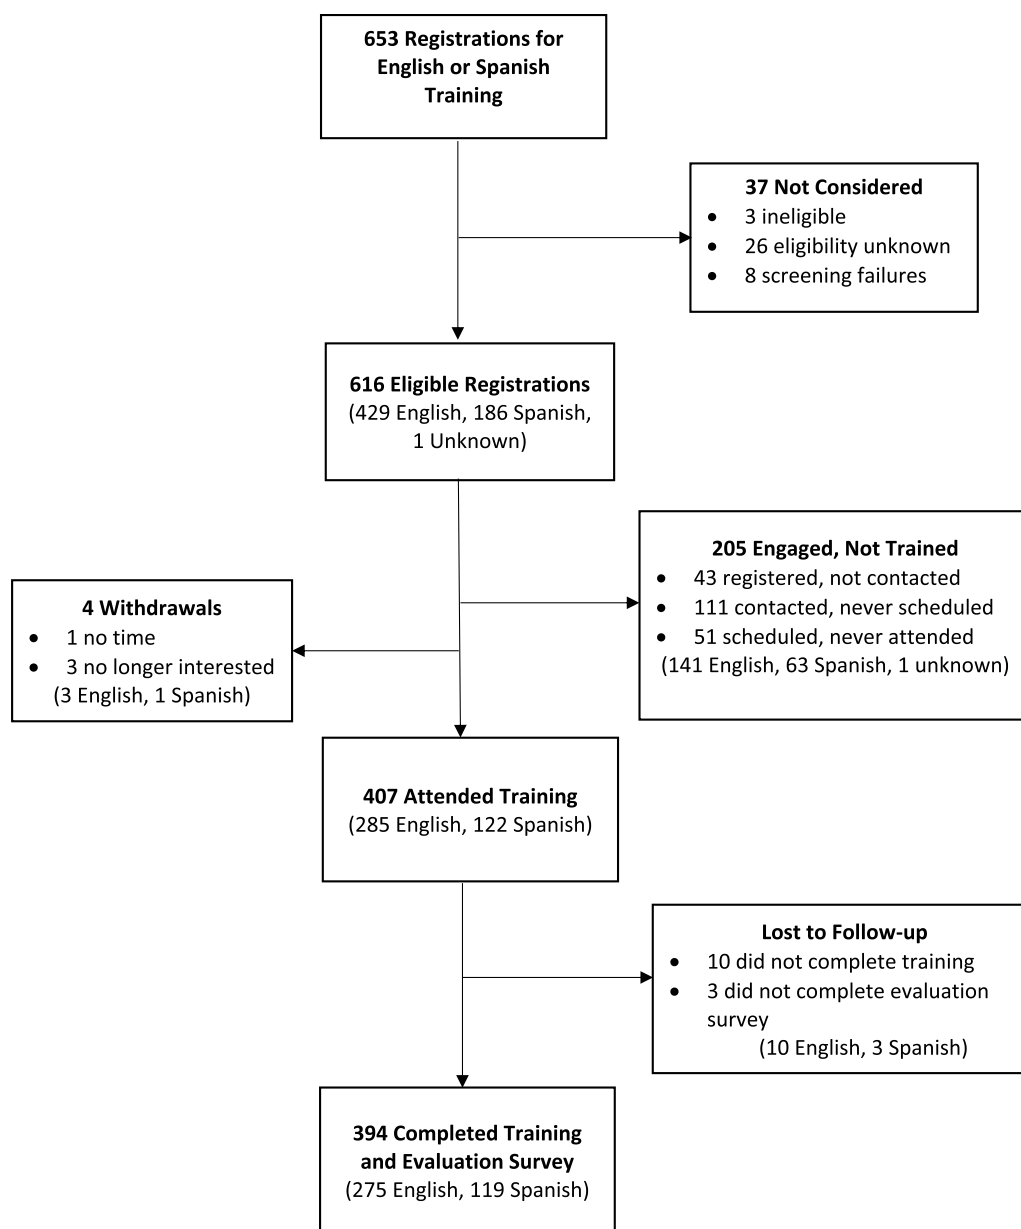 653 Registrations for
English or Spanish
Training
37 Not Considered
• 3 ineligible
• 26 eligibility unknown
• 8 screening failures
616 Eligible Registrations
(429 English, 186 Spanish,
1 Unknown)
205 Engaged, Not Trained
• 43 registered, not contacted
• 111 contacted, never scheduled
• 51 scheduled, never attended
(141 English, 63 Spanish, 1 unknown)
4 Withdrawals
• 1 no time
• 3 no longer interested
(3 English, 1 Spanish)
407 Attended Training
(285 English, 122 Spanish)
Lost to Follow-up
• 10 did not complete training
• 3 did not complete evaluation
survey
(10 English, 3 Spanish)
394 Completed Training
and Evaluation Survey
(275 English, 119 Spanish)